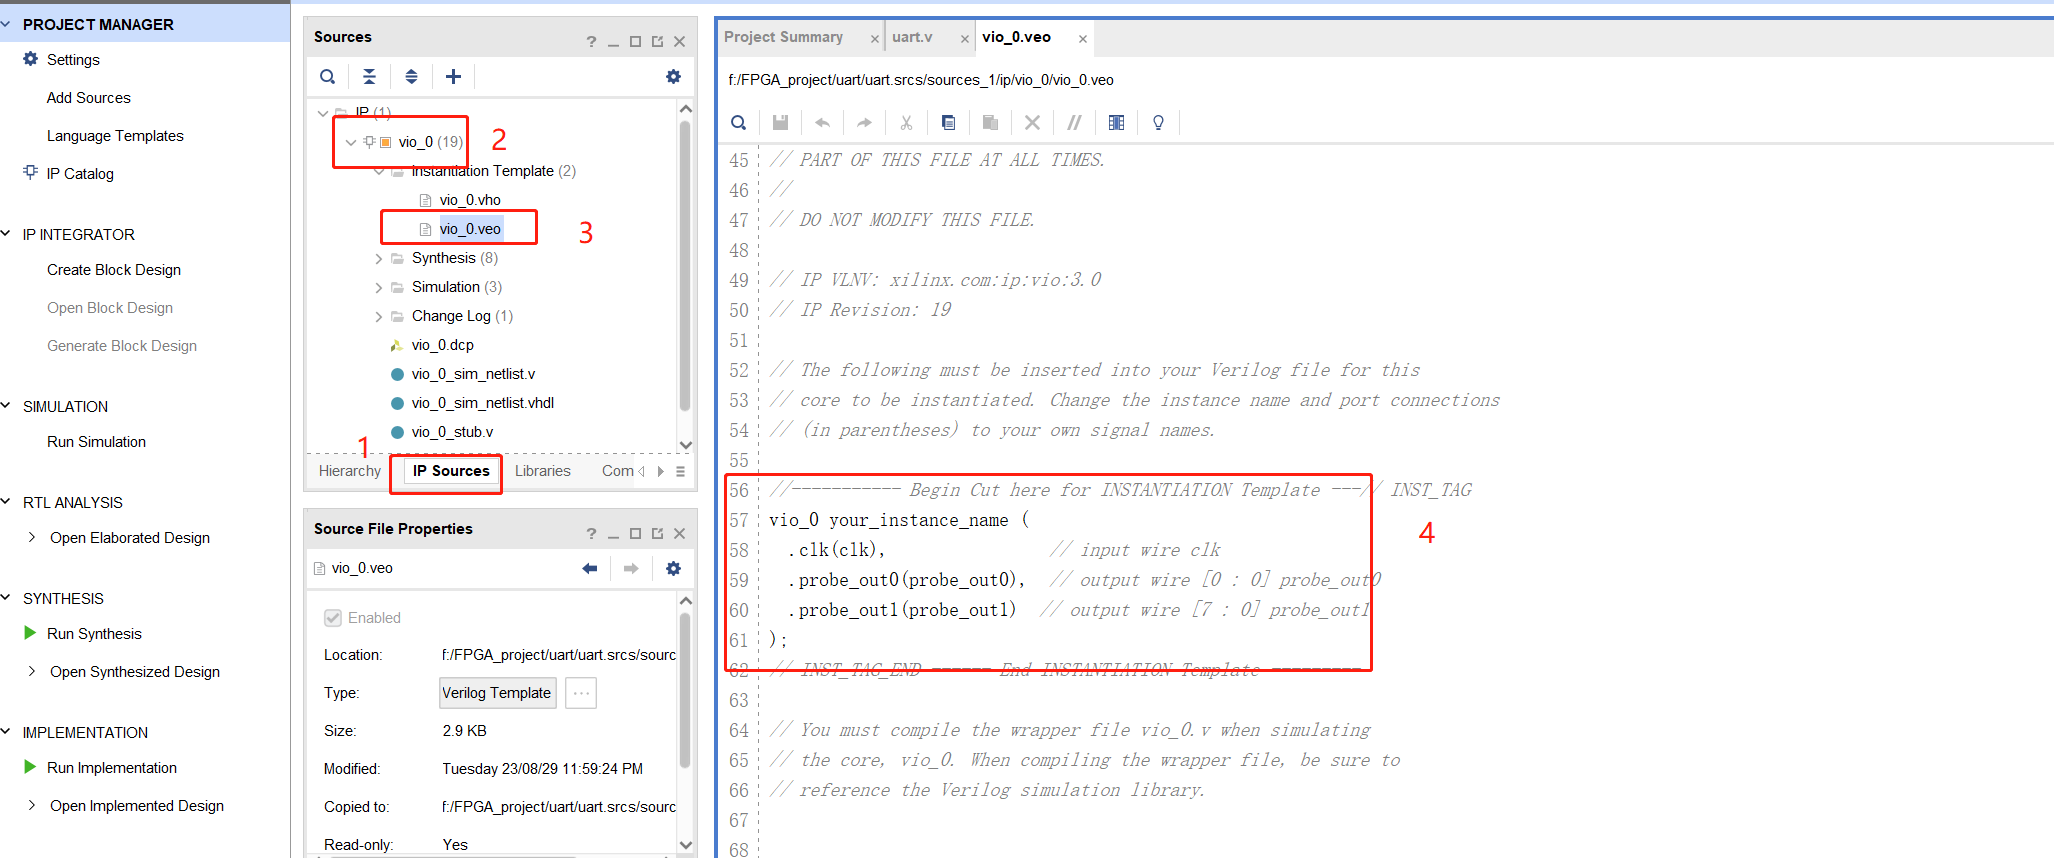 PROJECT MANAGER
Settings
Add Sources
Language Templates
IP Catalog
IP INTEGRATOR
Create Block Design
Open Block Design
Generate Block Design
SIMULATION
Run Simulation
RTL ANALYSIS
Open Elaborated Design
SYNTHESIS
Run Synthesis
Open Synthesized Design
IMPLEMENTATION
Run Implementation
Open Implemented Design
Sources
IP (1)
vio_0 (19)
2
Instantiation Template (2)
vio_0.vho
vio_0.veo
3
Synthesis (8)
Simulation (3)
Change Log (1)
vio_0.dcp
vio_0_sim_netlist.v
vio_0_sim_netlist.vhdl
vio_0_stub.v
1
Hierarchy IP Sources Libraries Com
Source File Properties
vio_0.veo
Enabled
Location: f:/FPGA_project/uart/uart.srcs/sourc
Type: Verilog Template ...
Size: 2.9 KB
Modified: Tuesday 23/08/29 11:59:24 PM
Copied to: f:/FPGA_project/uart/uart.srcs/sourc
Read-only: Yes
Project Summary uart.v vio_0.veo
f:/FPGA_project/uart/uart.srcs/sources_1/ip/vio_0/vio_0.veo
45 // PART OF THIS FILE AT ALL TIMES.
46 //
47 // DO NOT MODIFY THIS FILE.
48
49 // IP VLNV: xilinx.com:ip:vio:3.0
50 // IP Revision: 19
51
52 // The following must be inserted into your Verilog file for this
53 // core to be instantiated. Change the instance name and port connections
54 // (in parentheses) to your own signal names.
55
56 //----------- Begin Cut here for INSTANTIATION Template ---// INST_TAG
57 vio_0 your_instance_name (
4
58 .clk(clk), // input wire clk
59 .probe_out0(probe_out0), // output wire [0 : 0] probe_out0
60 .probe_out1(probe_out1) // output wire [7 : 0] probe_out1
61 );
62 // INST_TAG_END ------ End INSTANTIATION Template ---------
63
64 // You must compile the wrapper file vio_0.v when simulating
65 // the core, vio_0. When compiling the wrapper file, be sure to
66 // reference the Verilog simulation library.
67
68